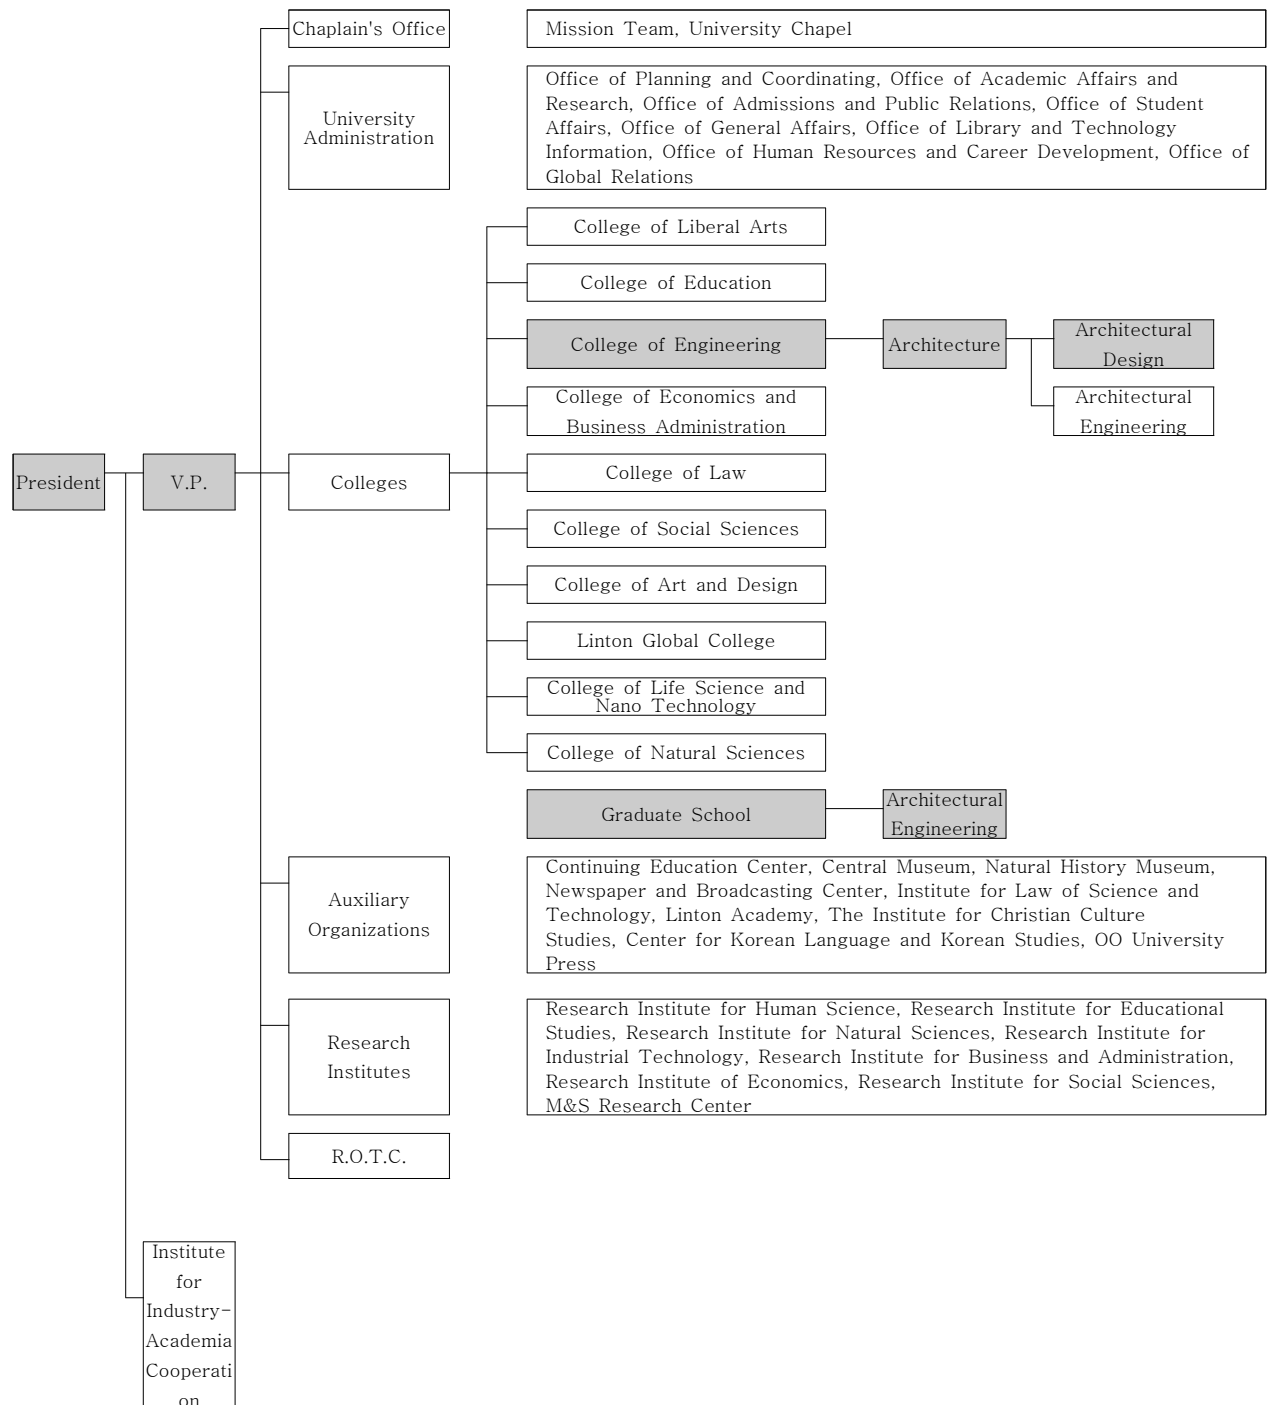 Chaplain's Office
Mission Team, University Chapel
University
Administration
Office of Planning and Coordinating, Office of Academic Affairs and
Research, Office of Admissions and Public Relations, Office of Student
Affairs, Office of General Affairs, Office of Library and Technology
Information, Office of Human Resources and Career Development, Office of
Global Relations
College of Liberal Arts
College of Education
College of Engineering
Architecture
Architectural
Design
Architectural
Engineering
College of Economics and
Business Administration
President
V.P.
Colleges
College of Law
College of Social Sciences
College of Art and Design
Linton Global College
College of Life Science and
Nano Technology
College of Natural Sciences
Graduate School
Architectural
Engineering
Auxiliary
Organizations
Continuing Education Center, Central Museum, Natural History Museum,
Newspaper and Broadcasting Center, Institute for Law of Science and
Technology, Linton Academy, The Institute for Christian Culture
Studies, Center for Korean Language and Korean Studies, OO University
Press
Research
Institutes
Research Institute for Human Science, Research Institute for Educational
Studies, Research Institute for Natural Sciences, Research Institute for
Industrial Technology, Research Institute for Business and Administration,
Research Institute of Economics, Research Institute for Social Sciences,
M&S Research Center
R.O.T.C.
Institute
for
Industry-
Academia
Cooperati
on